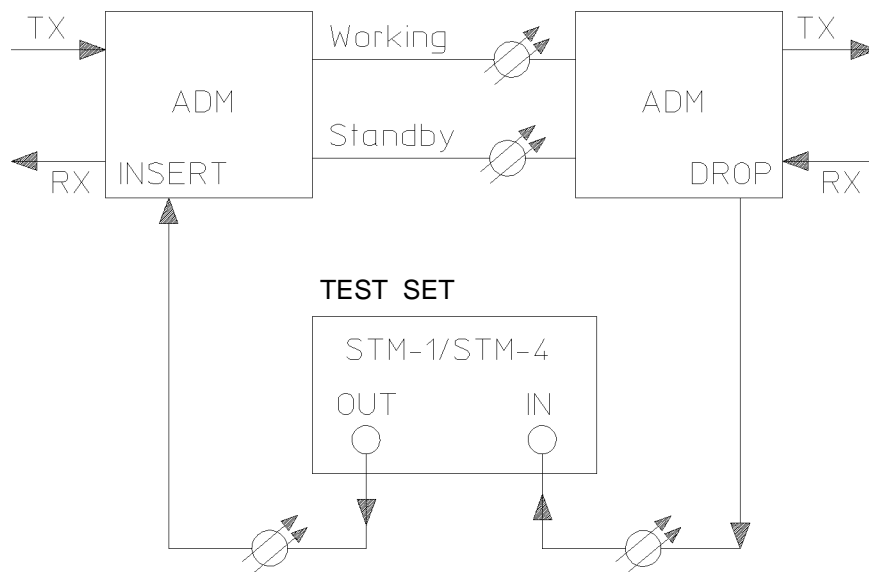 TX
Working
TX
ADM
ADM
Standby
RX
INSERT
DROP
RX
TEST SET
STM-1/STM-4
OUT
IN